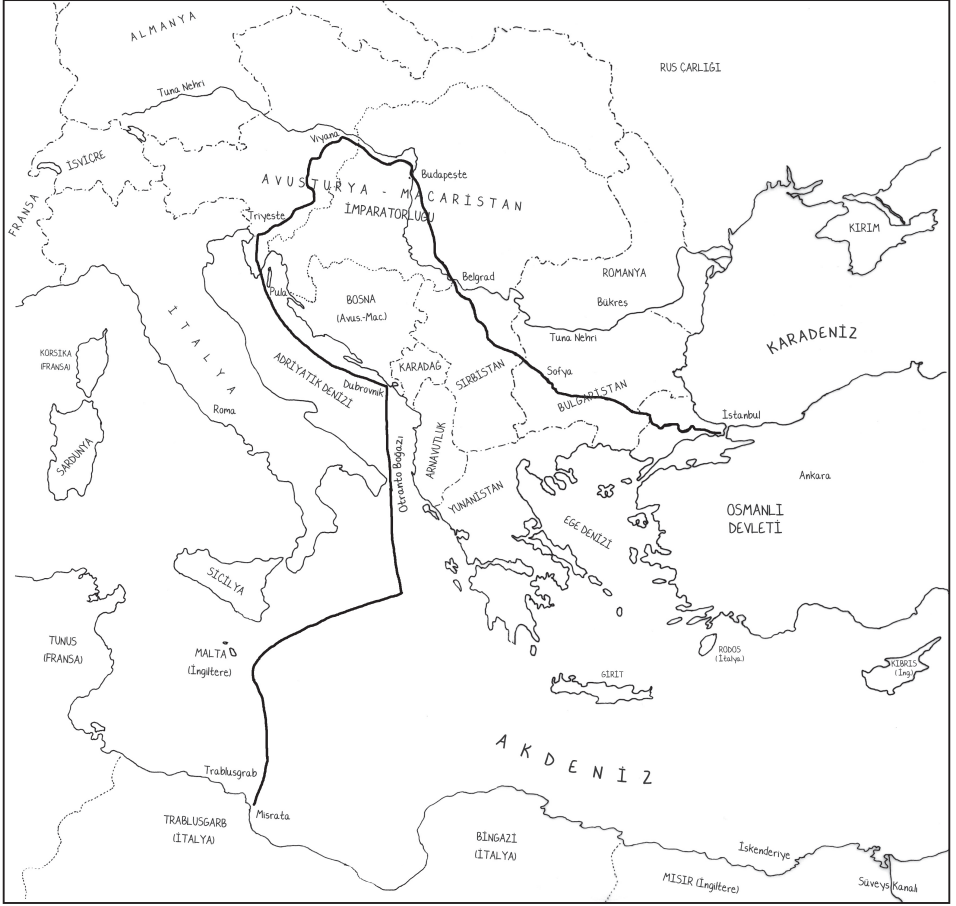 ALMANYA
RUS ÇARLIĞI
Tuna Nehri
Viyana
İSVİÇRE
FRANSA
Budapeşte
AVUSTURYA - MACARİSTAN
İMPARATORLUĞU
Triyeste
KIRIM
Belgrad
ROMANYA
Pula
BOSNA
(Avus.-Mac.)
Bükreş
İTALYA
KARADENİZ
Tuna Nehri
KORSİKA
(FRANSA)
ADRİYATİK DENİZİ
KARADAĞ
SIRBİSTAN
Sofya
Dubrovnik
BULGARİSTAN
Roma
İstanbul
SARDUNYA
Otranto Boğazı
ARNAVUTLUK
Ankara
YUNANİSTAN
EGE DENİZİ
OSMANLI
DEVLETİ
SİCİLYA
TUNUS
(FRANSA)
MALTA
(İngiltere)
RODOS
(İtalya)
KIBRIS
(İng)
GİRİT
AKDENİZ
Trablusgrab
Mısrata
TRABLUSGARB
(İTALYA)
BİNGAZİ
(İTALYA)
İskenderiye
MISIR (İngiltere)
Süveyş Kanalı